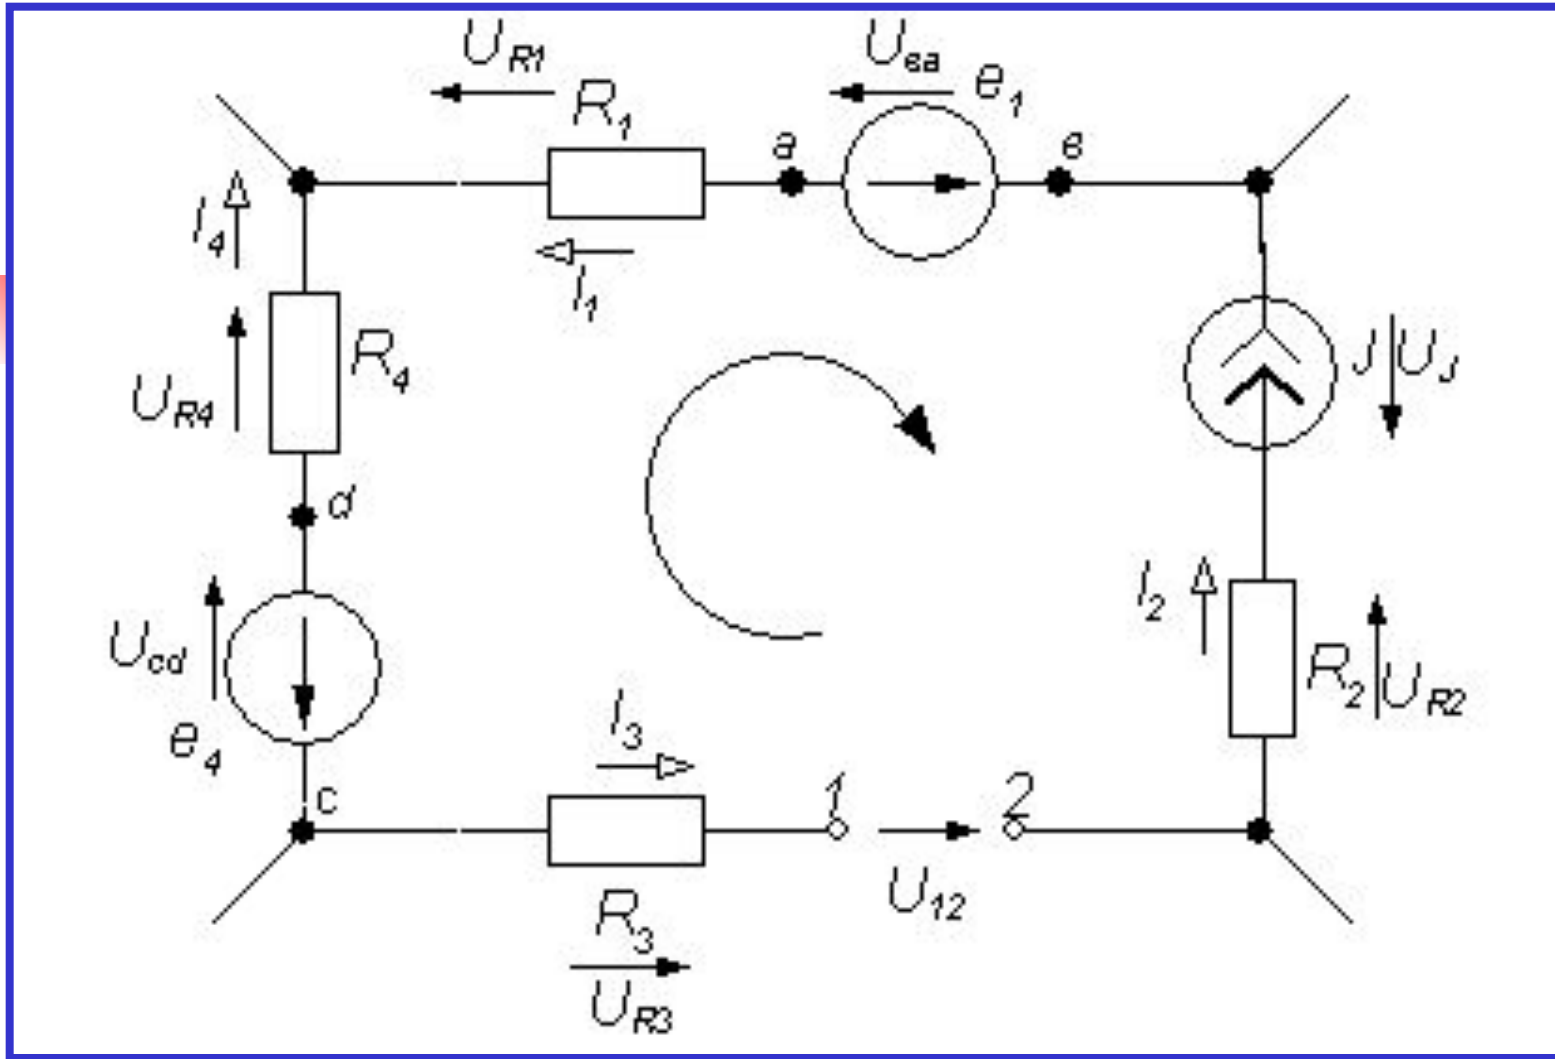 U_R1
U_ва
e_1
R_1
a
в
I_4
I_1
R_4
U_R4
J U_J
d
I_2
U_cd
R_2 U_R2
e_4
I_3
c
1
2
U_12
R_3
U_R3